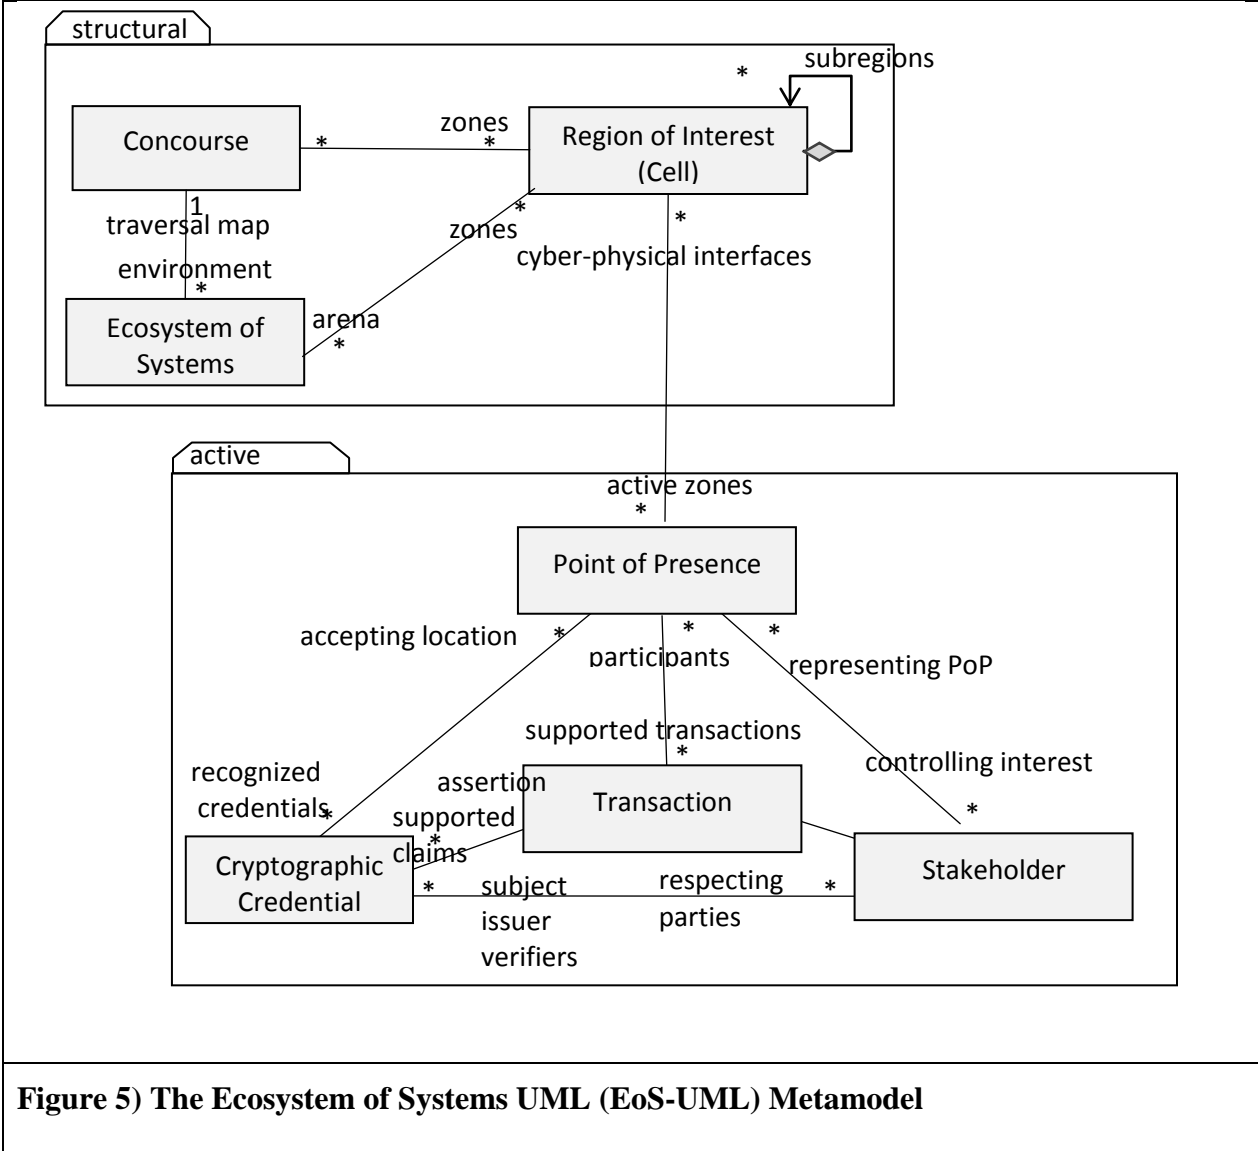 structural
subregions
*
Concourse
*
zones
*
Region of Interest
(Cell)
1
traversal map
*
zones
*
cyber-physical interfaces
environment
*
Ecosystem of
Systems
arena
*
active
active zones
*
Point of Presence
accepting location
*
*
participants
*
representing PoP
supported transactions
*
controlling interest
*
recognized
credentials
*
assertion
supported
*
claims
Transaction
Cryptographic
Credential
Stakeholder
*
subject
issuer
verifiers
respecting
parties
*
Figure 5) The Ecosystem of Systems UML (EoS-UML) Metamodel